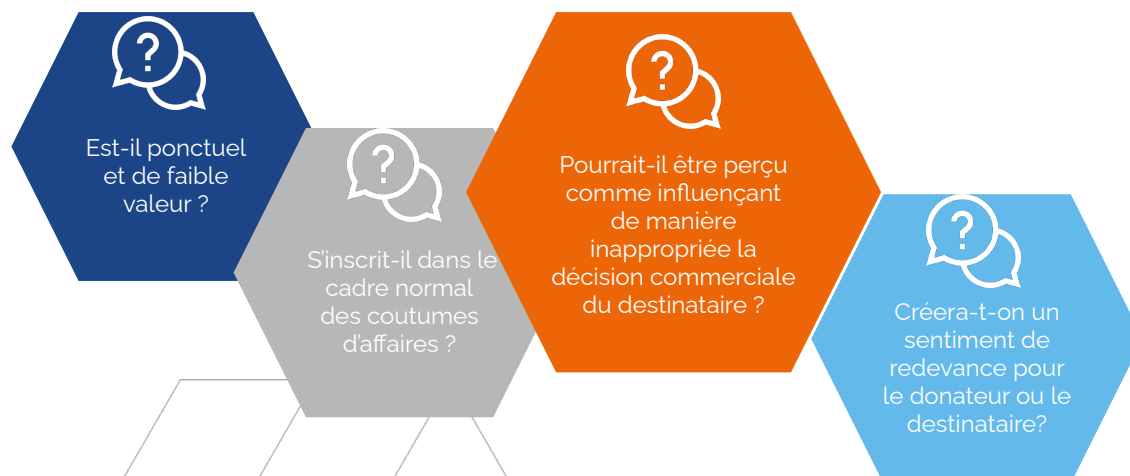 Est-il ponctuel
et de faible
valeur ?
S'inscrit-il dans le
cadre normal
des coutumes
d'affaires ?
Pourrait-il être perçu
comme influençant
de manière
inappropriée la
décision commerciale
du destinataire ?
Créera-t-on un
sentiment de
redevance pour
le donateur ou le
destinataire?